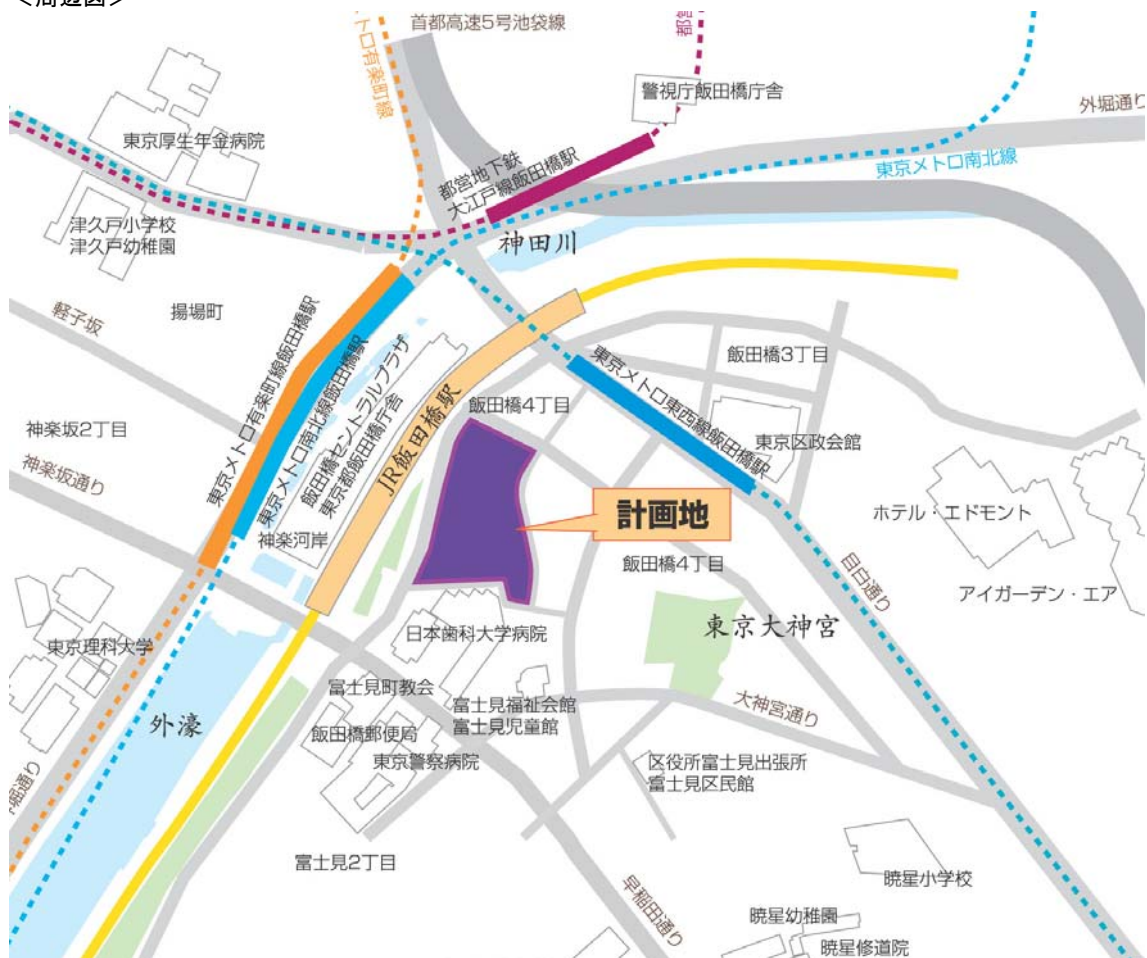 <周辺図>
首都高速5号池袋線
メトロ有楽町線
都営
警視庁飯田橋庁舎
外堀通り
東京厚生年金病院
都営地下鉄
大江戸線飯田橋駅
東京メトロ南北線
津久戸小学校
津久戸幼稚園
神田川
揚場町
軽子坂
東京メトロ有楽町線飯田橋駅
東京メトロ南北線飯田橋駅
飯田橋セントラルプラザ
東京都飯田橋庁舎
JR飯田橋駅
飯田橋3丁目
飯田橋4丁目
東京メトロ東西線飯田橋駅
東京区政会館
神楽坂2丁目
神楽坂通り
計画地
ホテル・エドモント
神楽河岸
飯田橋4丁目
目白通り
アイガーデン・エア
東京大神宮
日本歯科大学病院
東京理科大学
富士見町教会
富士見福祉会館
富士見児童館
大神宮通り
外濠
飯田橋郵便局
東京警察病院
区役所富士見出張所
富士見区民館
堀通り
富士見2丁目
早稲田通り
暁星小学校
暁星幼稚園
暁星修道院